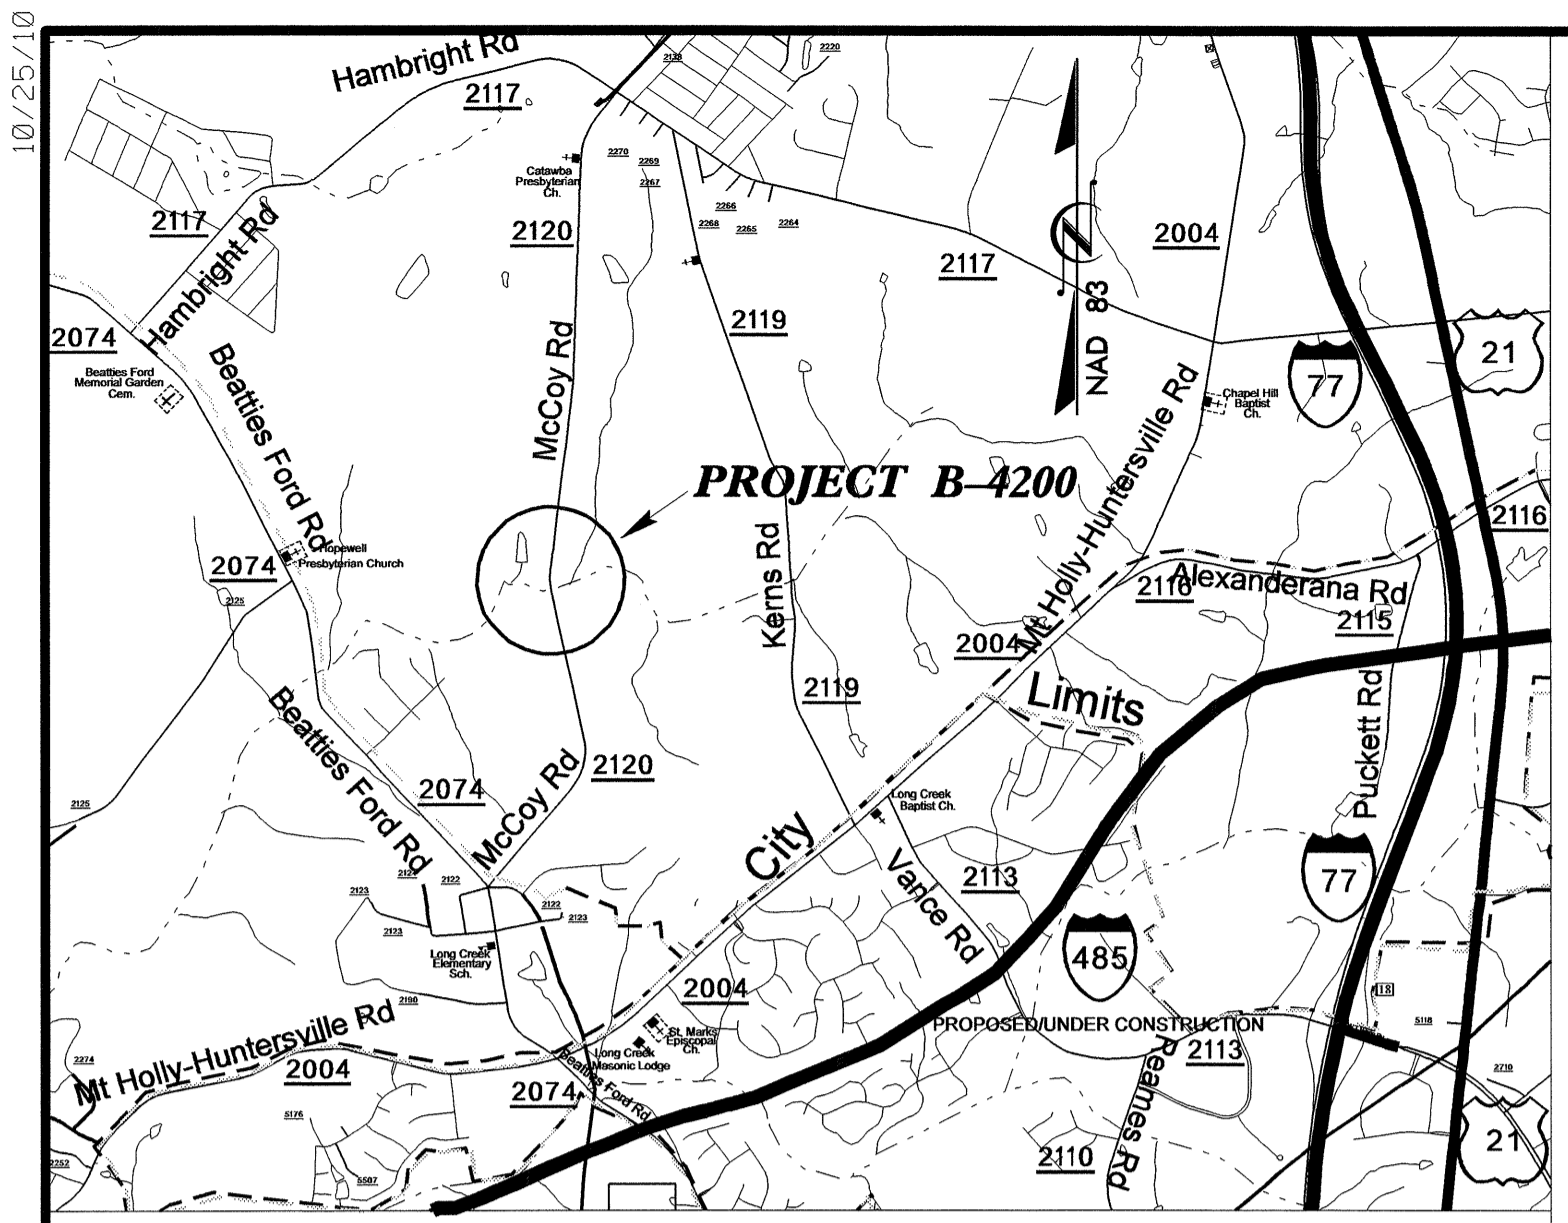 10/25/10
Hambright Rd
2117
2138
2220
2270
2269
2267
Catawba
Presbyterian
Ch.
2120
2266
2268
2265
2264
2117
Hambright Rd
2004
2117
2119
NAD 83
2074
Beatties Ford
Memorial Garden
Cem.
Beatties Ford Rd
McCoy Rd
77
21
Chapel Hill
Baptist
Ch.
PROJECT B-4200
Mt Holly-Huntersville Rd
Kerns Rd
2116
Hopewell
Presbyterian Church
2074
2125
2116
Alexanderana Rd
2115
2004
2119
Limits
Puckett Rd
Beatties Ford Rd
2074
McCoy Rd
2120
2125
Long Creek
Baptist Ch.
City
Vance Rd
2113
77
2122
2123
2122
2123
2123
Long Creek
Elementary
Sch.
2190
485
2004
18
PROPOSED/UNDER CONSTRUCTION
5118
St. Marks
Episcopal
Ch.
Long Creek
Masonic Lodge
Mt Holly-Huntersville Rd
2004
2274
2074
Beatties Ford Rd
2113
Reames Rd
2110
2710
21
5176
2252
5507